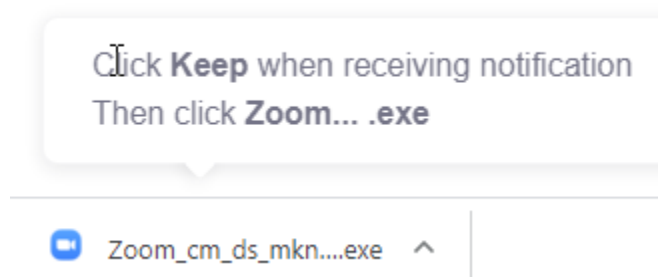 Click Keep when receiving notification
Then click Zoom... .exe
Zoom_cm_ds_mkn....exe